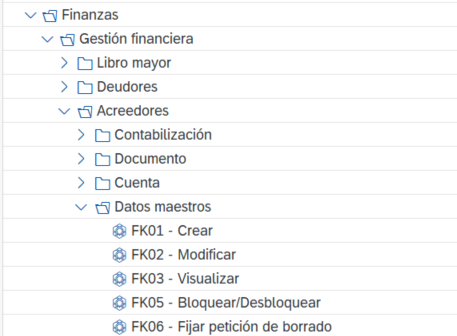 Finanzas
Gestión financiera
Libro mayor
Deudores
Acreedores
Contabilización
Documento
Cuenta
Datos maestros
FK01 - Crear
FK02 - Modificar
FK03 - Visualizar
FK05 - Bloquear/Desbloquear
FK06 - Fijar petición de borrado